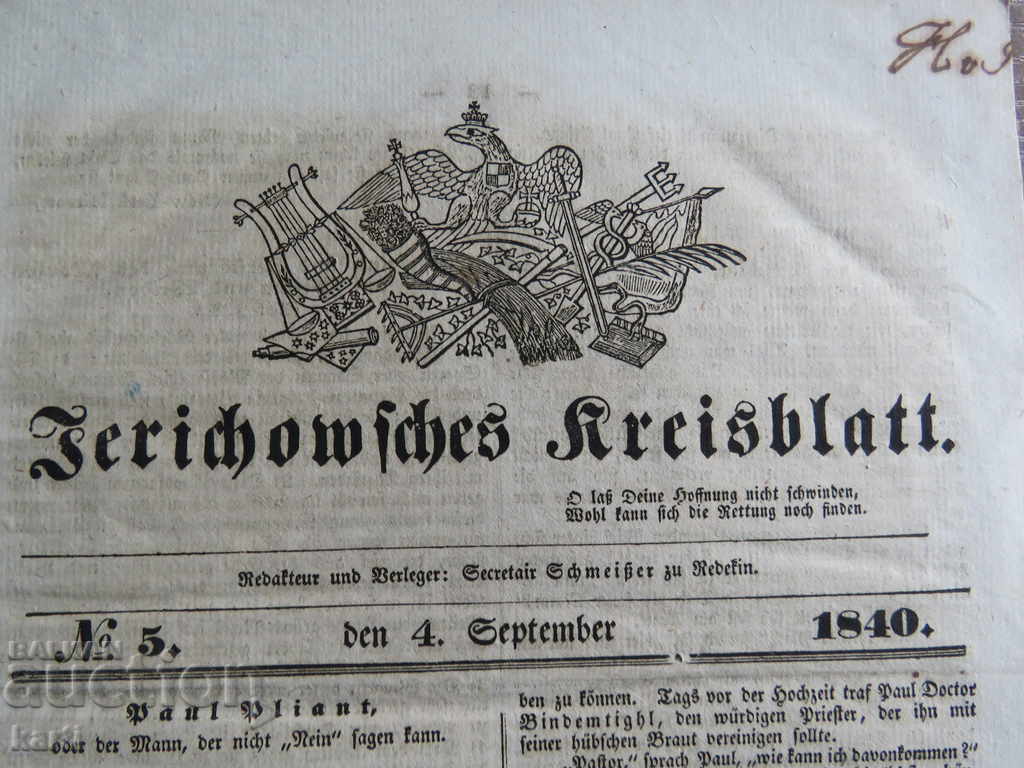 Jerichowsches Kreisblatt.
O laß Deine Hoffnung nicht schwinden,
Wohl kann sich die Rettung noch finden.
Redakteur und Verleger: Secretair Schmeißer zu Redekin.
No. 5. den 4. September 1840.
Paul Pliant,
oder der Mann, der nicht „Nein“ sagen kann.
ben zu können. Tags vor der Hochzeit traf Paul Doctor
Bindemtighl, den würdigen Priester, der ihn mit
seiner hübschen Braut vereinigen sollte.
„Pastor,“ sprach Paul, „wie kann ich davonkommen?“
BALKAN
auction